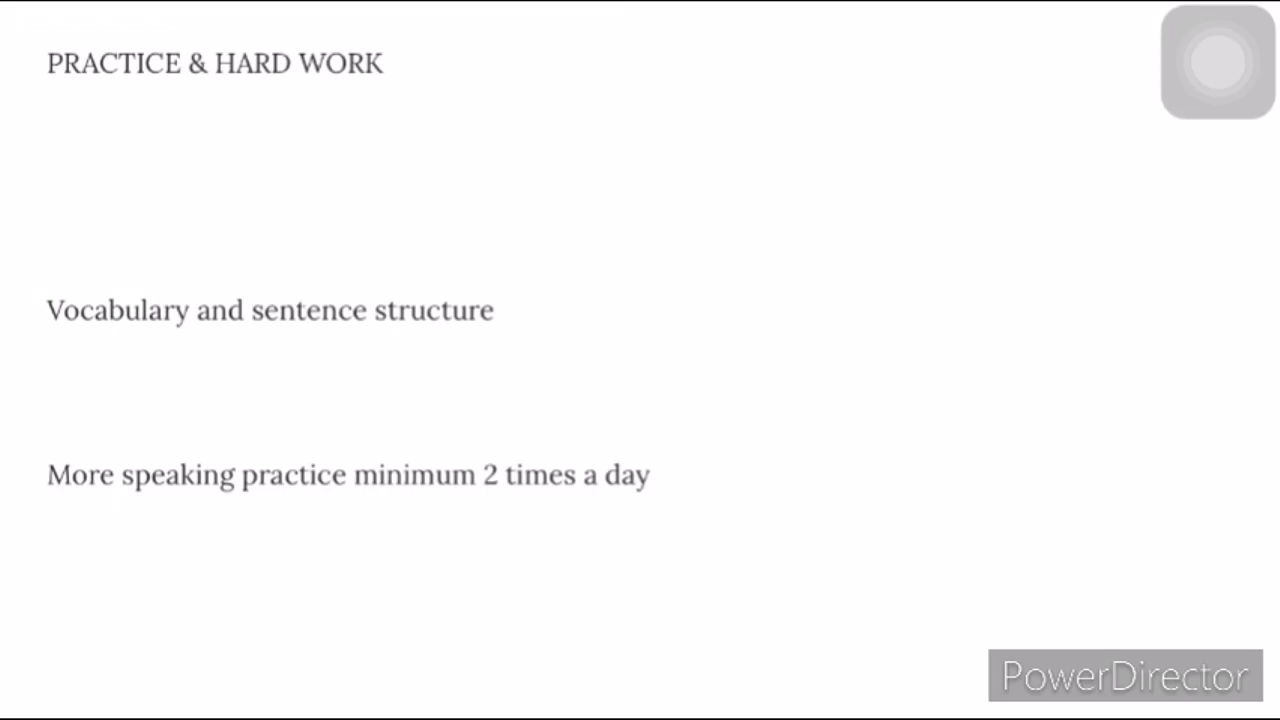 PRACTICE & HARD WORK
Vocabulary and sentence structure
More speaking practice minimum 2 times a day
PowerDirector